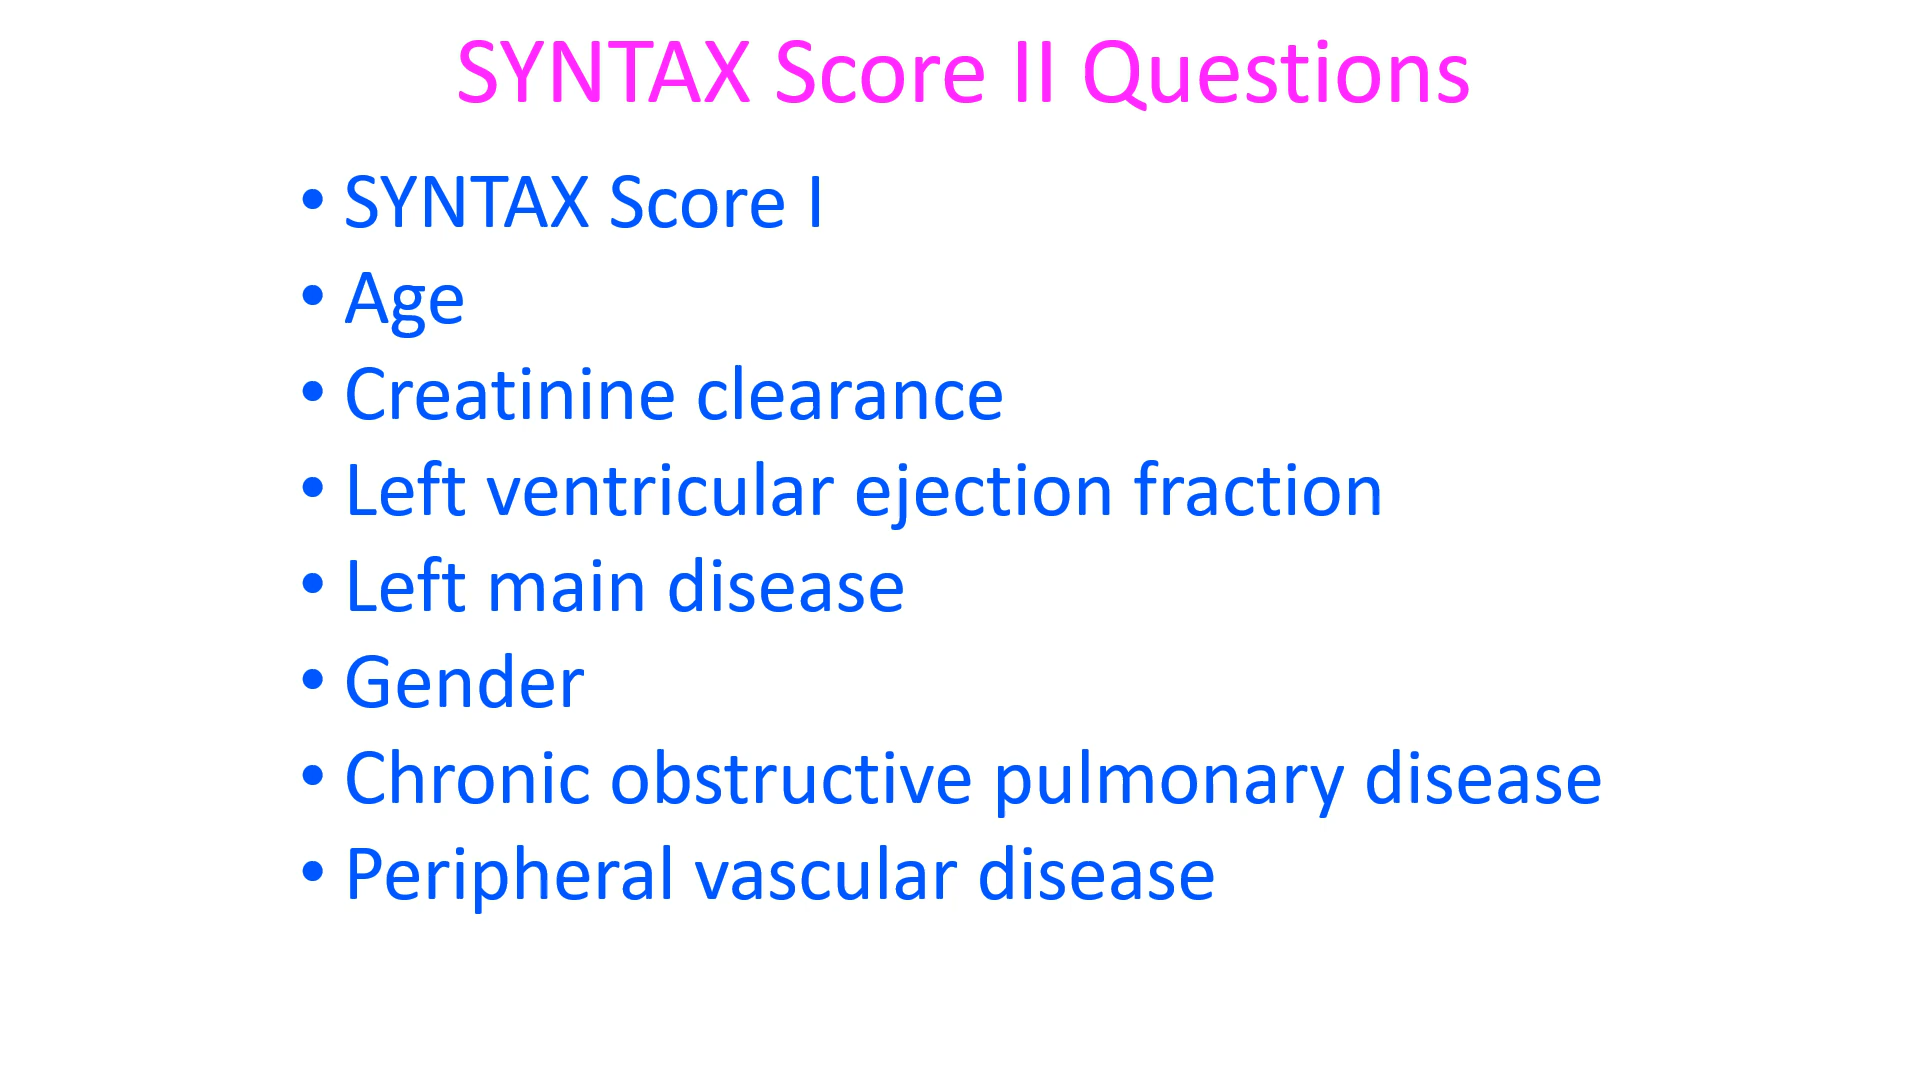 SYNTAX Score II Questions
• SYNTAX Score I
• Age
• Creatinine clearance
• Left ventricular ejection fraction
• Left main disease
• Gender
• Chronic obstructive pulmonary disease
• Peripheral vascular disease